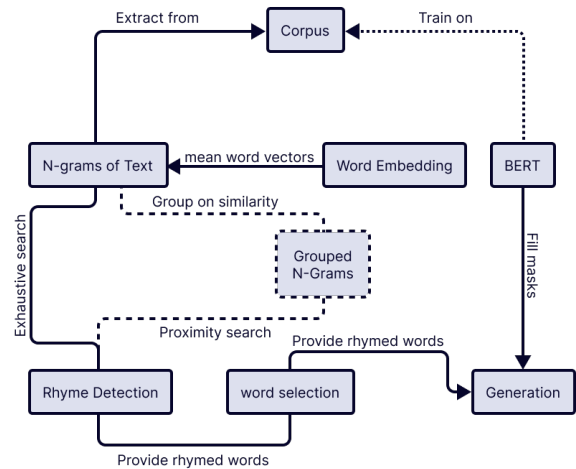 Extract from
Train on
Corpus
N-grams of Text
mean word vectors
Word Embedding
BERT
Group on similarity
Exhaustive search
Grouped
N-Grams
Fill masks
Proximity search
Provide rhymed words
Rhyme Detection
word selection
Generation
Provide rhymed words